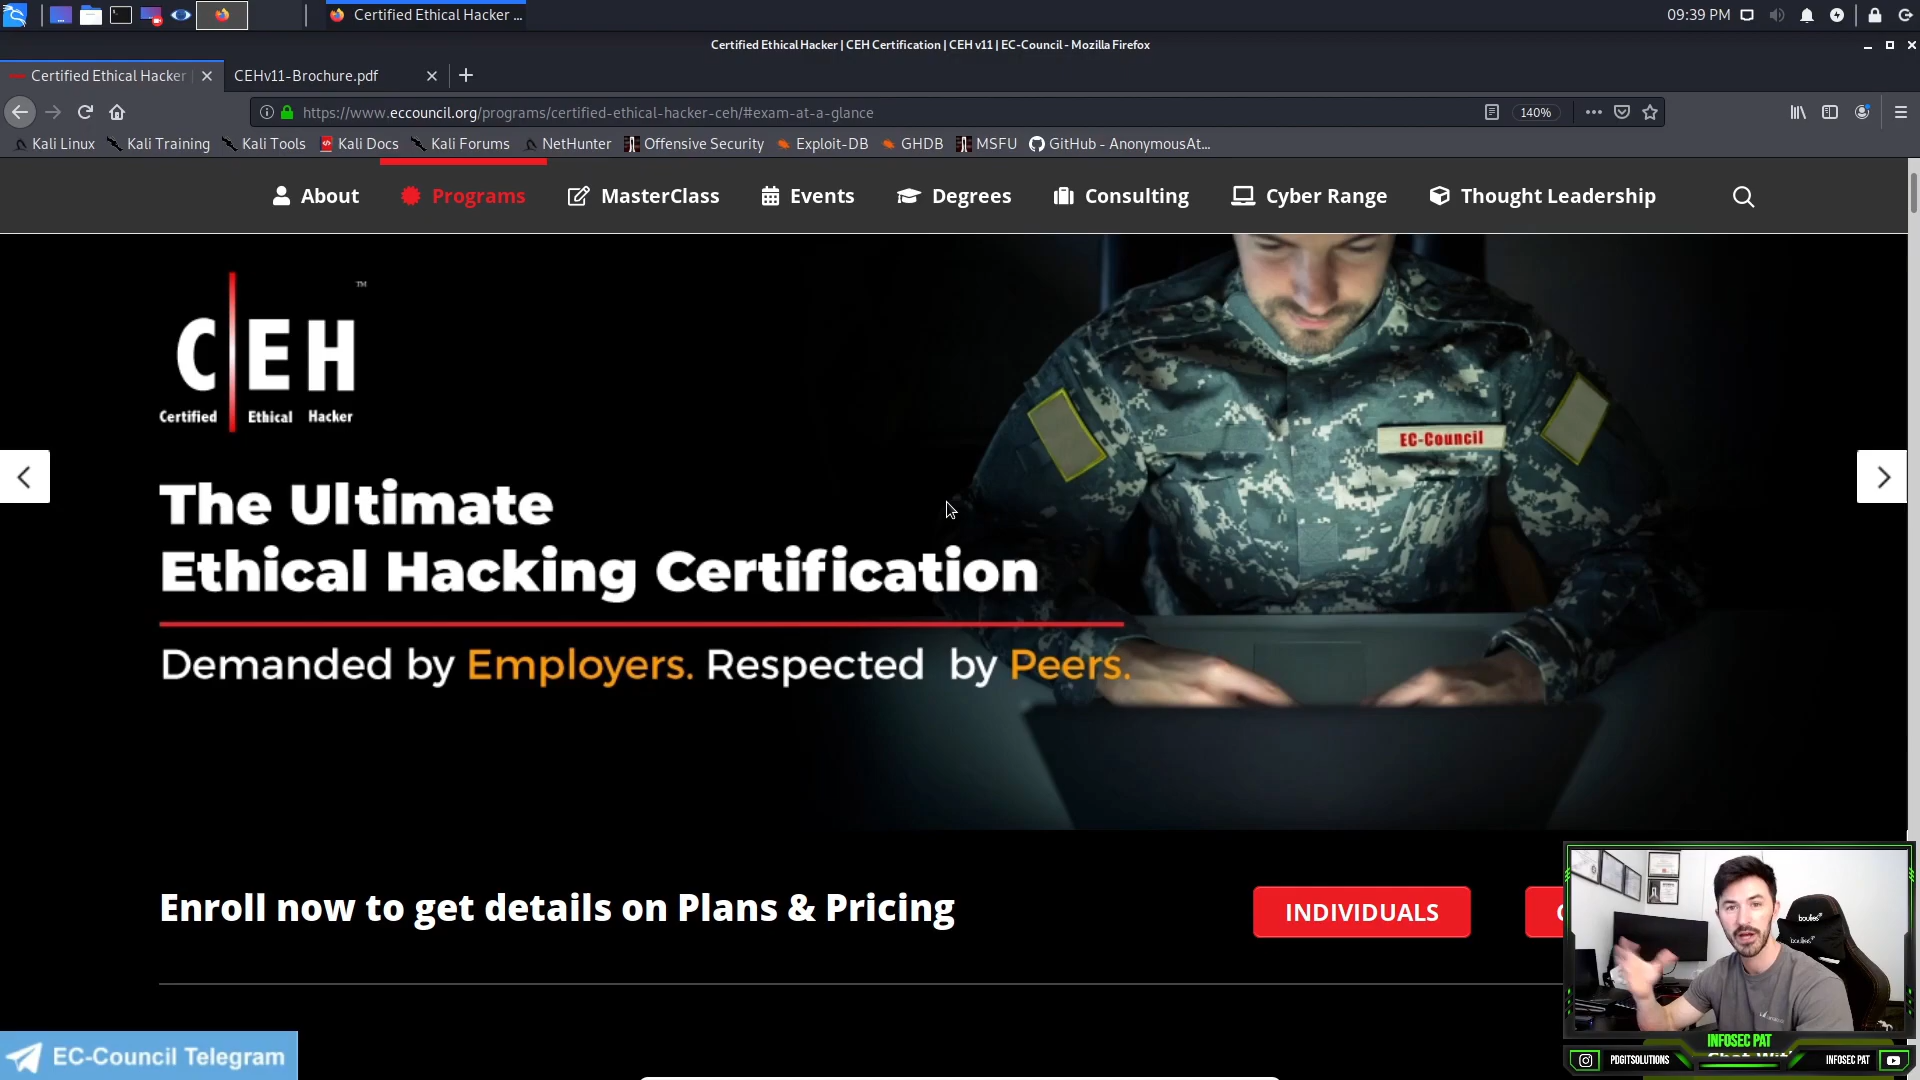 Certified Ethical Hacker ...
09:39 PM
Certified Ethical Hacker | CEH Certification | CEH v11 | EC-Council - Mozilla Firefox
Certified Ethical Hacker
CEHv11-Brochure.pdf
https://www.eccouncil.org/programs/certified-ethical-hacker-ceh/#exam-at-a-glance
140%
Kali Linux Kali Training Kali Tools Kali Docs Kali Forums NetHunter Offensive Security Exploit-DB GHDB MSFU GitHub - AnonymousAt...
About Programs MasterClass Events Degrees Consulting Cyber Range Thought Leadership
C|EH ™
Certified Ethical Hacker
EC-Council
The Ultimate
Ethical Hacking Certification
Demanded by Employers. Respected by Peers.
Enroll now to get details on Plans & Pricing
INDIVIDUALS
EC-Council Telegram
INFOSEC PAT
PDGITSOLUTIONS
INFOSEC PAT